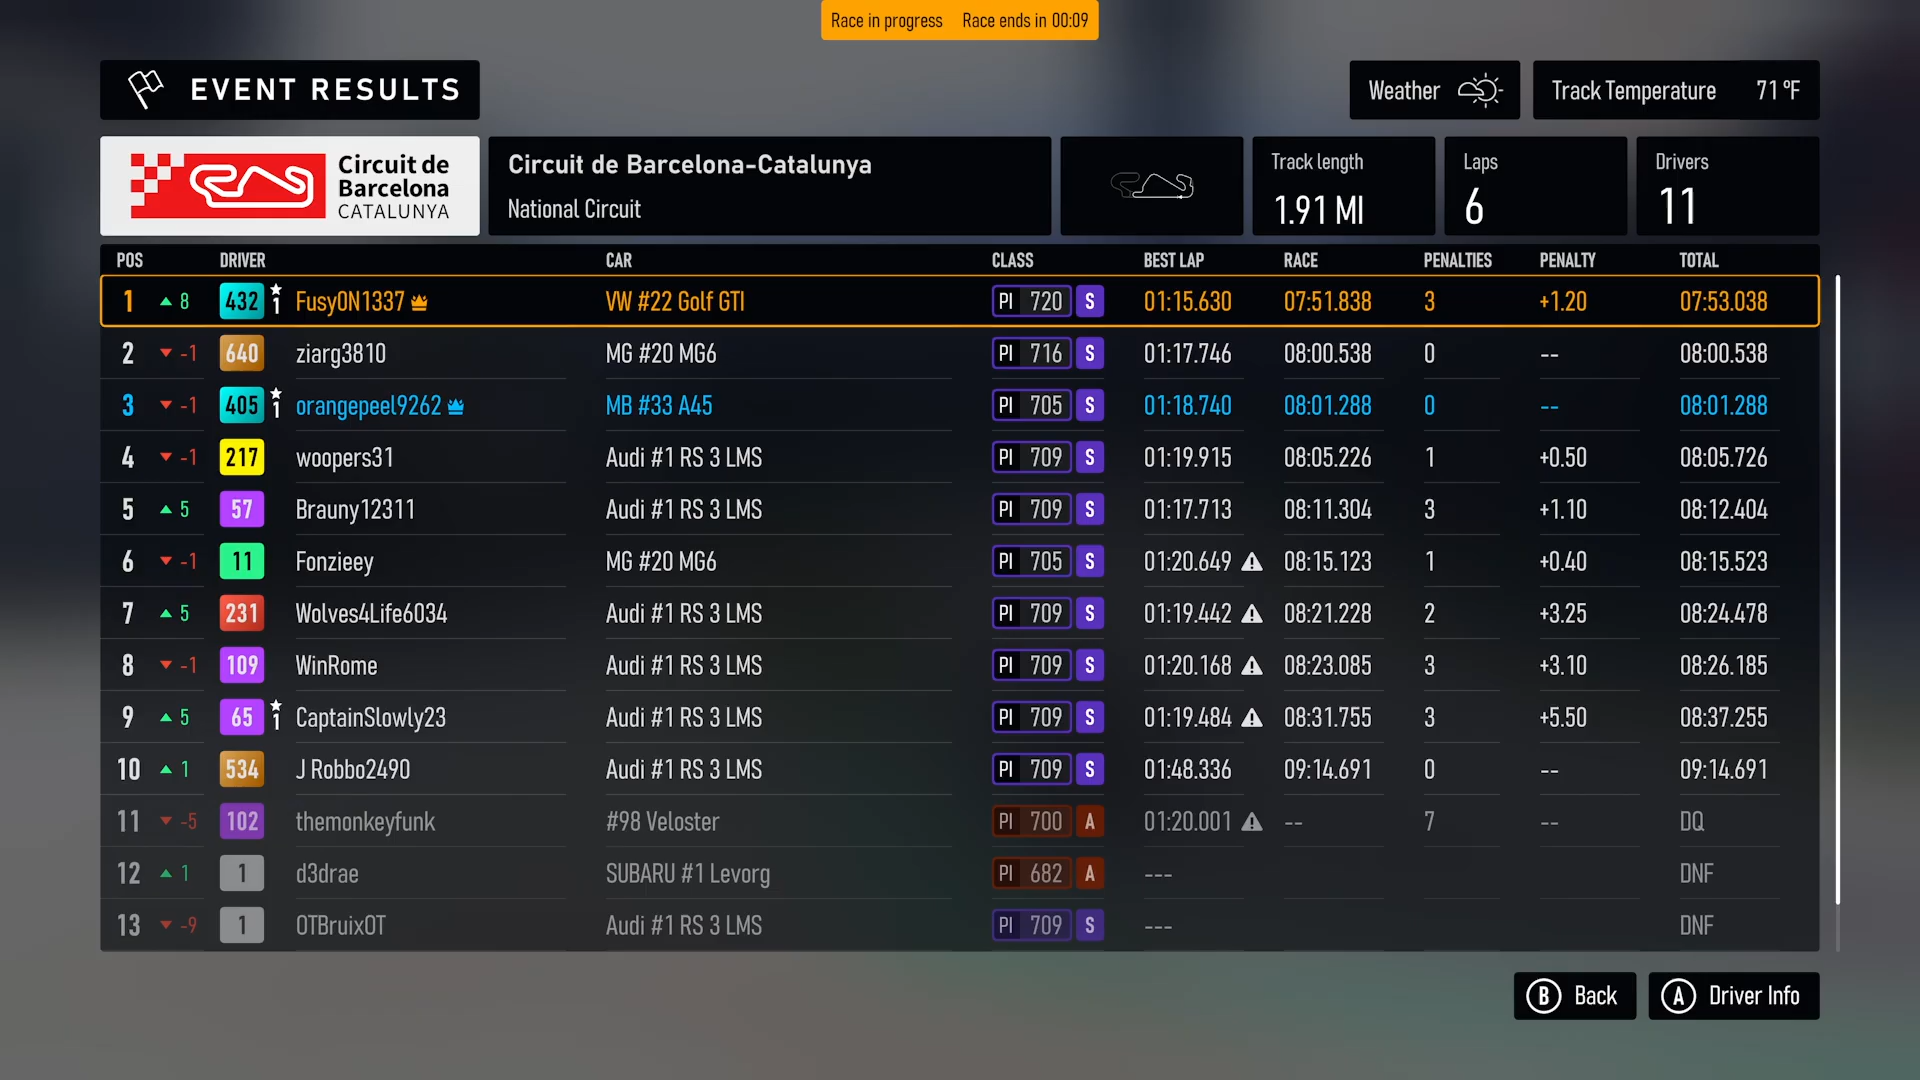 Race in progress Race ends in 00:09
EVENT RESULTS
Weather
Track Temperature 71 °F
Circuit de
Barcelona
CATALUNYA
Circuit de Barcelona-Catalunya
National Circuit
Track length
1.91 MI
Laps
6
Drivers
11
POS DRIVER CAR CLASS BEST LAP RACE PENALTIES PENALTY TOTAL
1 8 432 1 FusyON1337 VW #22 Golf GTI PI 720 S 01:15.630 07:51.838 3 +1.20 07:53.038
2 -1 640 ziarg3810 MG #20 MG6 PI 716 S 01:17.746 08:00.538 0 -- 08:00.538
3 -1 405 1 orangepeel9262 MB #33 A45 PI 705 S 01:18.740 08:01.288 0 -- 08:01.288
4 -1 217 woopers31 Audi #1 RS 3 LMS PI 709 S 01:19.915 08:05.226 1 +0.50 08:05.726
5 5 57 Brauny12311 Audi #1 RS 3 LMS PI 709 S 01:17.713 08:11.304 3 +1.10 08:12.404
6 -1 11 Fonzieey MG #20 MG6 PI 705 S 01:20.649 08:15.123 1 +0.40 08:15.523
7 5 231 Wolves4Life6034 Audi #1 RS 3 LMS PI 709 S 01:19.442 08:21.228 2 +3.25 08:24.478
8 -1 109 WinRome Audi #1 RS 3 LMS PI 709 S 01:20.168 08:23.085 3 +3.10 08:26.185
9 5 65 1 CaptainSlowly23 Audi #1 RS 3 LMS PI 709 S 01:19.484 08:31.755 3 +5.50 08:37.255
10 1 534 J Robbo2490 Audi #1 RS 3 LMS PI 709 S 01:48.336 09:14.691 0 -- 09:14.691
11 -5 102 themonkeyfunk #98 Veloster PI 700 A 01:20.001 -- 7 -- DQ
12 1 1 d3drae SUBARU #1 Levorg PI 682 A --- DNF
13 -9 1 OTBruixOT Audi #1 RS 3 LMS PI 709 S --- DNF
B Back A Driver Info